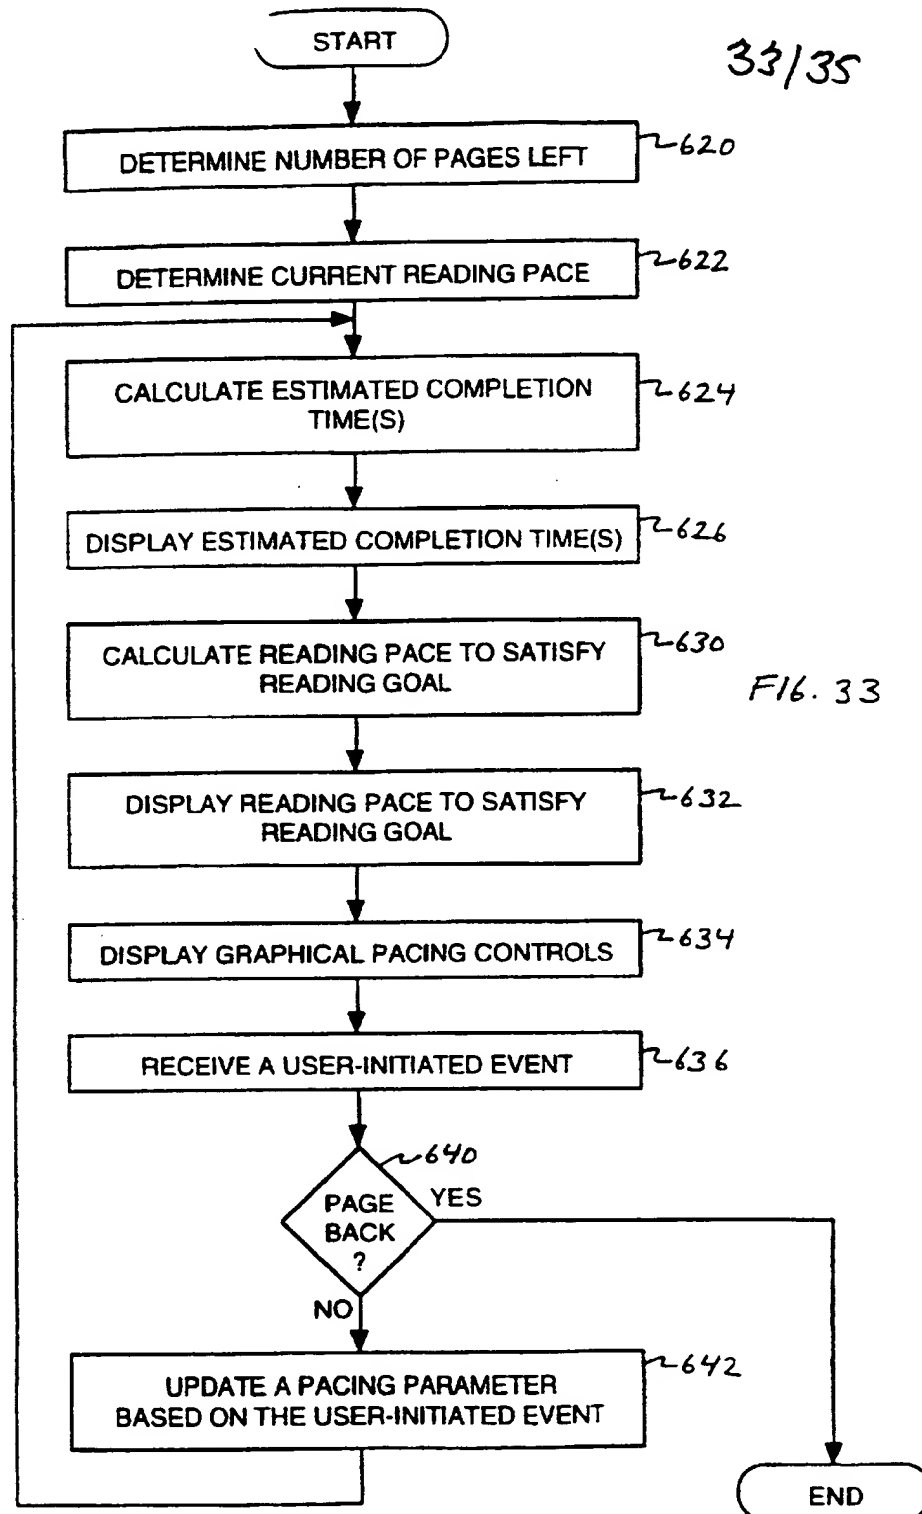 START
33/35
DETERMINE NUMBER OF PAGES LEFT
620
DETERMINE CURRENT READING PACE
622
CALCULATE ESTIMATED COMPLETION
TIME(S)
624
DISPLAY ESTIMATED COMPLETION TIME(S)
626
CALCULATE READING PACE TO SATISFY
READING GOAL
630
FIG. 33
DISPLAY READING PACE TO SATISFY
READING GOAL
632
DISPLAY GRAPHICAL PACING CONTROLS
634
RECEIVE A USER-INITIATED EVENT
636
640
PAGE
BACK
?
YES
NO
UPDATE A PACING PARAMETER
BASED ON THE USER-INITIATED EVENT
642
END